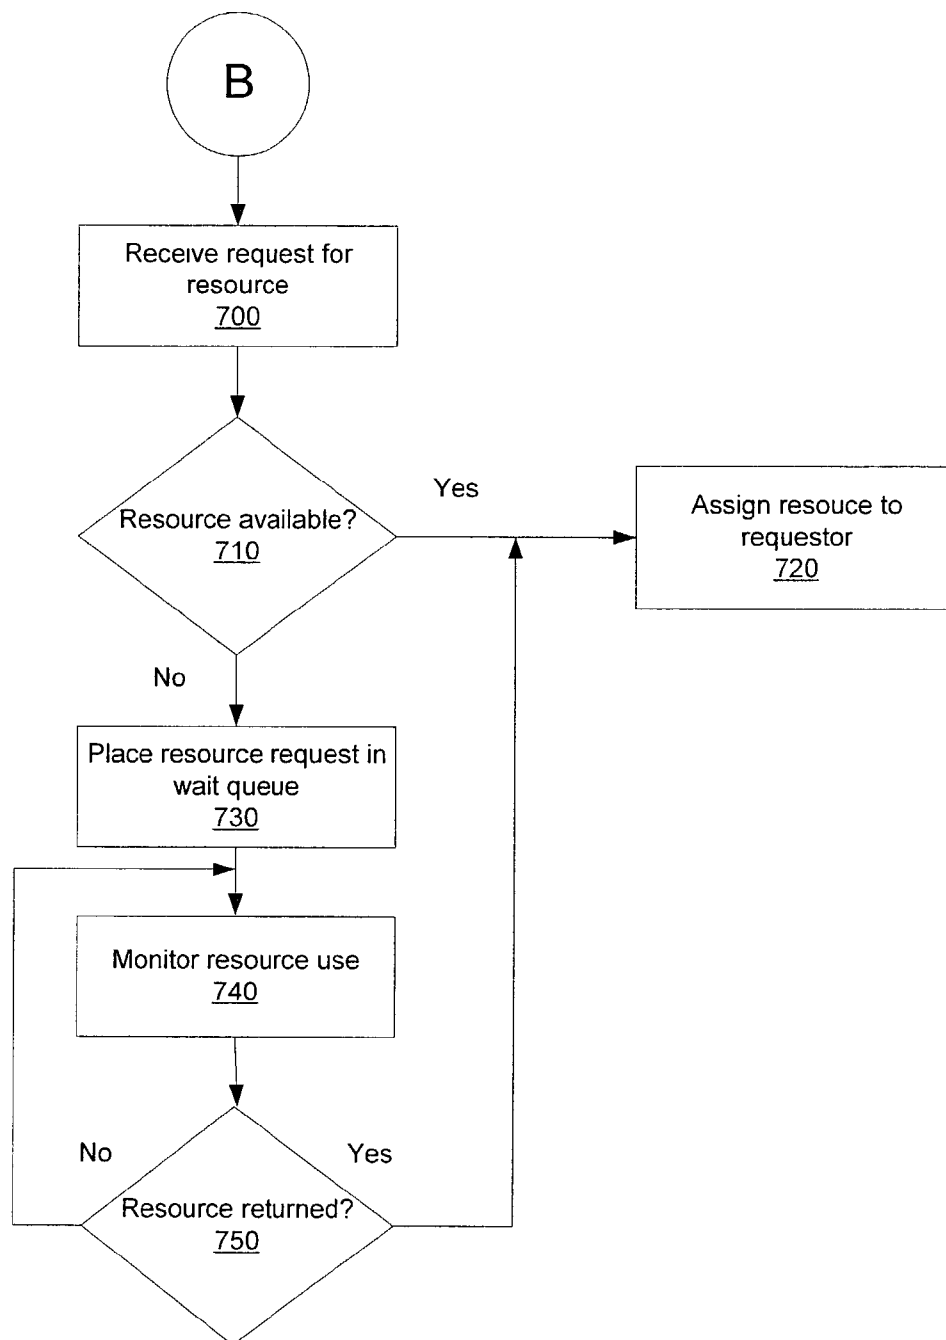 B
Receive request for
resource
700
Resource available?
710
Yes
Assign resouce to
requestor
720
No
Place resource request in
wait queue
730
Monitor resource use
740
No
Yes
Resource returned?
750